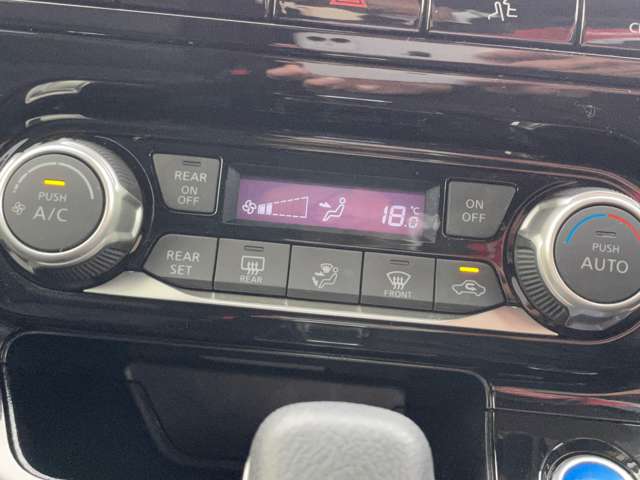 PUSH
A/C
REAR
ON
OFF
18.0
°C
ON
OFF
PUSH
AUTO
REAR
SET
REAR
FRONT